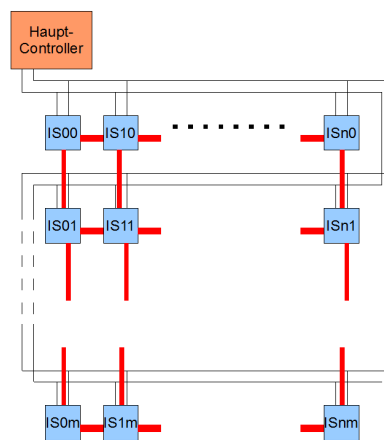 Haupt-
Controller
IS00 IS10 ISn0
IS01 IS11 ISn1
IS0m IS1m ISnm